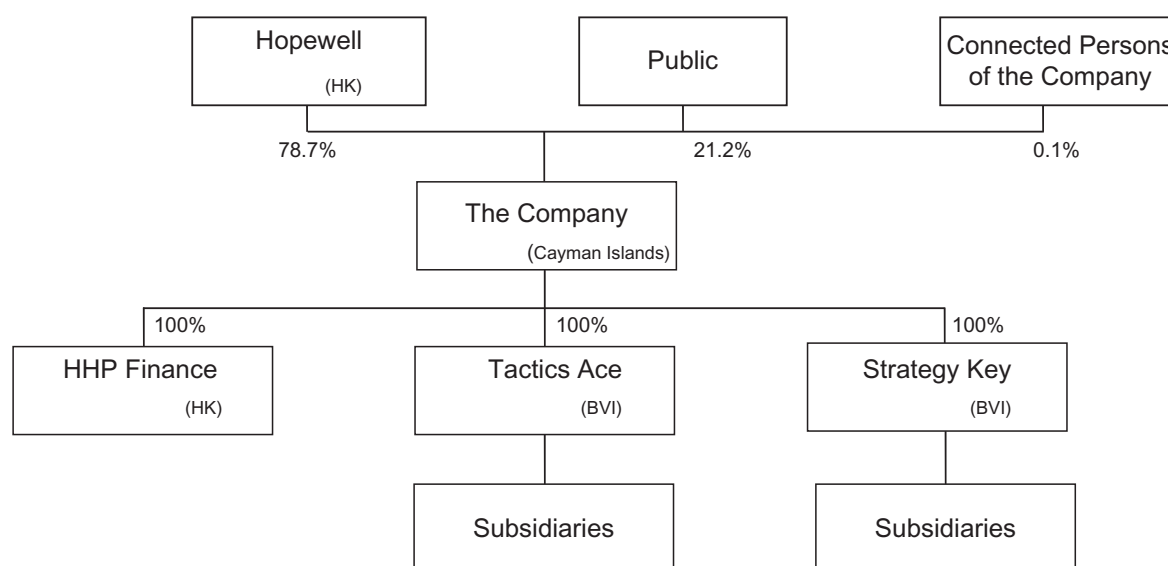 Hopewell
(HK)
Public
Connected Persons
of the Company
78.7%
21.2%
0.1%
The Company
(Cayman Islands)
100%
100%
100%
HHP Finance
(HK)
Tactics Ace
(BVI)
Strategy Key
(BVI)
Subsidiaries
Subsidiaries